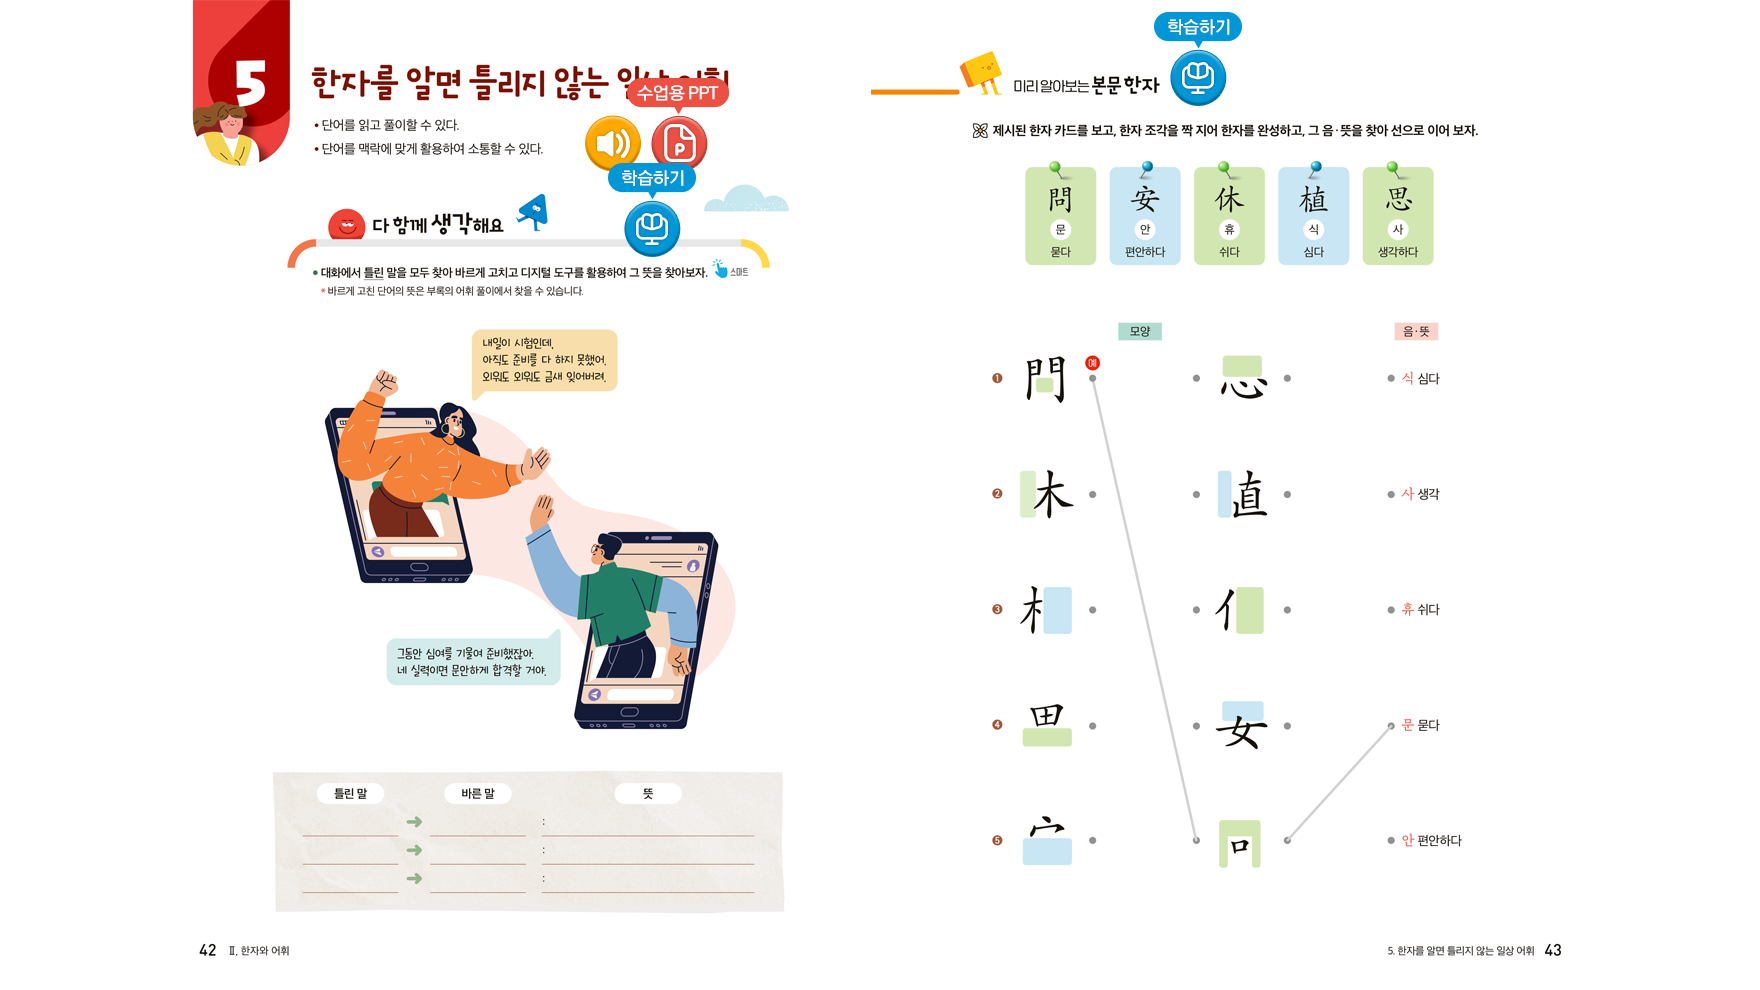 5
한자를 알면 틀리지 않는 일상 어휘
수업용 PPT
• 단어를 읽고 풀이할 수 있다.
• 단어를 맥락에 맞게 활용하여 소통할 수 있다.
P
학습하기
다 함께 생각해요
• 대화에서 틀린 말을 모두 찾아 바르게 고치고 디지털 도구를 활용하여 그 뜻을 찾아보자. 스마트
* 바르게 고친 단어의 뜻은 부록의 어휘 풀이에서 찾을 수 있습니다.
내일이 시험인데,
아직도 준비를 다 하지 못했어.
외워도 외워도 금새 잊어버려.
그동안 심여를 기울여 준비했잖아.
네 실력이면 문안하게 합격할 거야.
틀린 말 바른 말 뜻
➜ :
➜ :
➜ :
42 Ⅱ. 한자와 어휘
학습하기
미리 알아보는 본문 한자
제시된 한자 카드를 보고, 한자 조각을 짝 지어 한자를 완성하고, 그 음·뜻을 찾아 선으로 이어 보자.
問 安 休 植 思
문 안 휴 식 사
묻다 편안하다 쉬다 심다 생각하다
모양 음·뜻
예
❶ 門 心 식 심다
❷ 木 直 사 생각
❸ 木 亻 휴 쉬다
❹ 田 女 문 묻다
❺ 宀 口 안 편안하다
5. 한자를 알면 틀리지 않는 일상 어휘 43